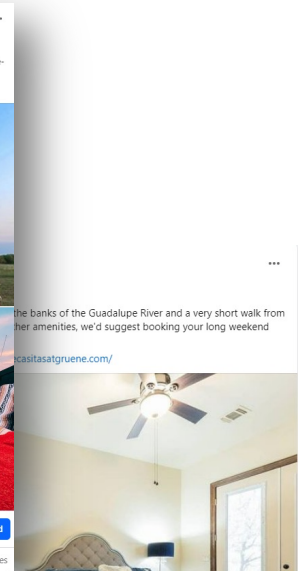 the banks of the Guadalupe River and a very short walk from
her amenities, we'd suggest booking your long weekend
ecasitasatgruene.com/